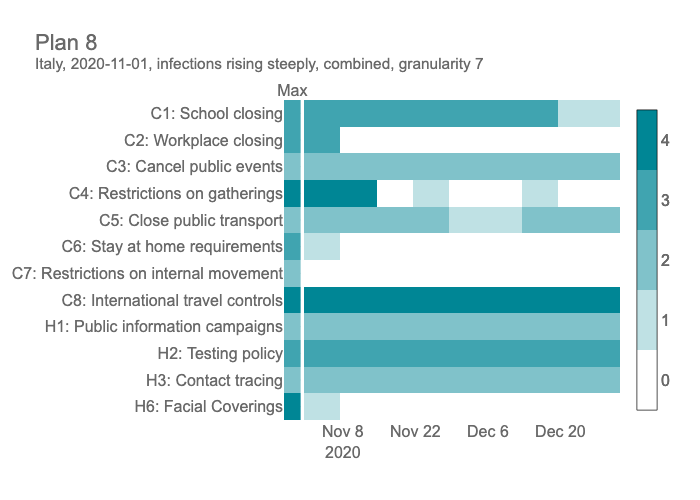 Plan 8
Italy, 2020-11-01, infections rising steeply, combined, granularity 7
Max
C1: School closing
C2: Workplace closing
C3: Cancel public events
C4: Restrictions on gatherings
C5: Close public transport
C6: Stay at home requirements
C7: Restrictions on internal movement
C8: International travel controls
H1: Public information campaigns
H2: Testing policy
H3: Contact tracing
H6: Facial Coverings
Nov 8 Nov 22 Dec 6 Dec 20
2020
4
3
2
1
0